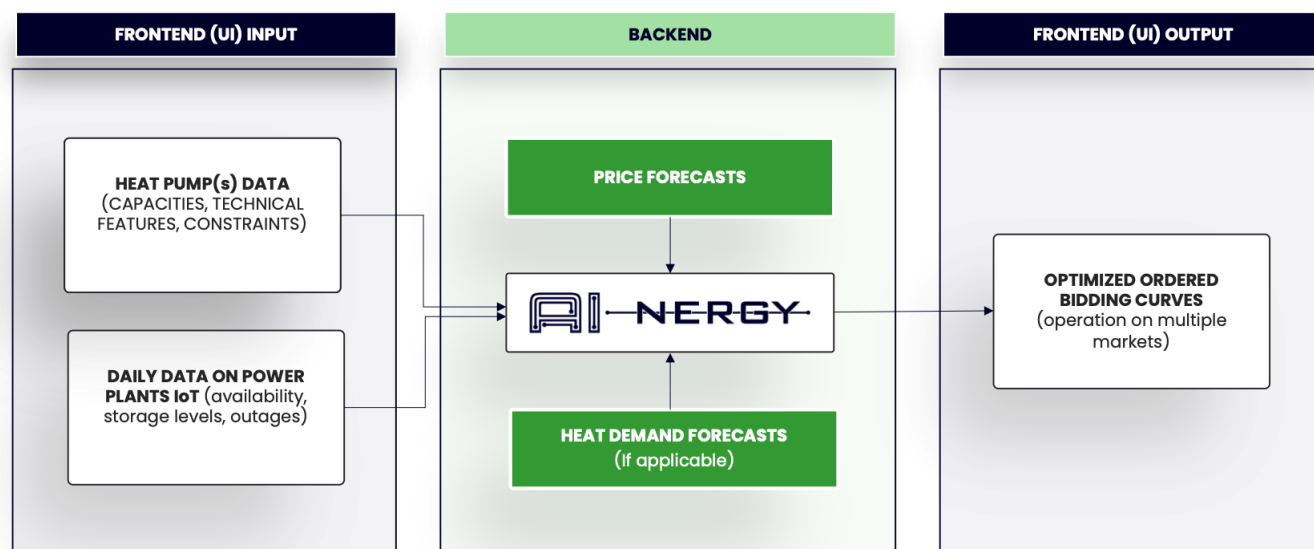 FRONTEND (UI) INPUT
BACKEND
FRONTEND (UI) OUTPUT
HEAT PUMP(s) DATA
(CAPACITIES, TECHNICAL
FEATURES, CONSTRAINTS)
DAILY DATA ON POWER
PLANTS IoT (availability,
storage levels, outages)
PRICE FORECASTS
AI-NERGY
HEAT DEMAND FORECASTS
(If applicable)
OPTIMIZED ORDERED
BIDDING CURVES
(operation on multiple
markets)